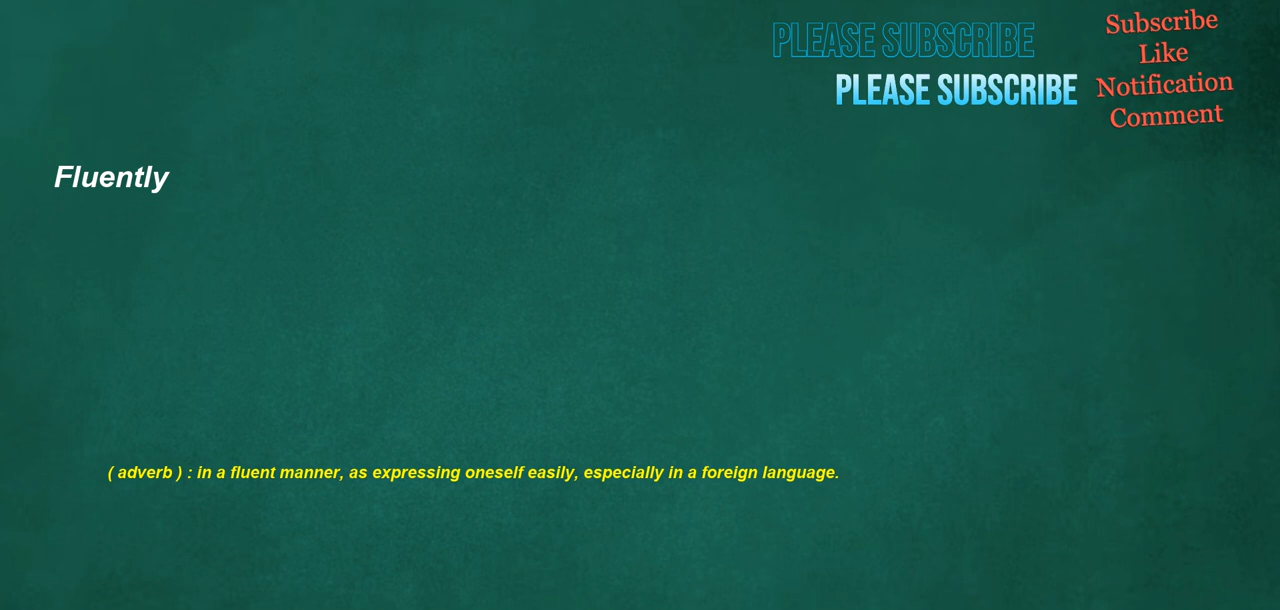 PLEASE SUBSCRIBE
PLEASE SUBSCRIBE
Subscribe
Like
Notification
Comment
Fluently
( adverb ) : in a fluent manner, as expressing oneself easily, especially in a foreign language.